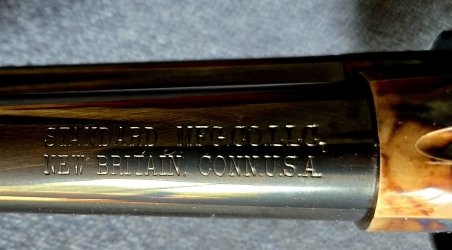 STANDARD MFG.CO.LLC.
NEW BRITAIN, CONN.U.S.A.